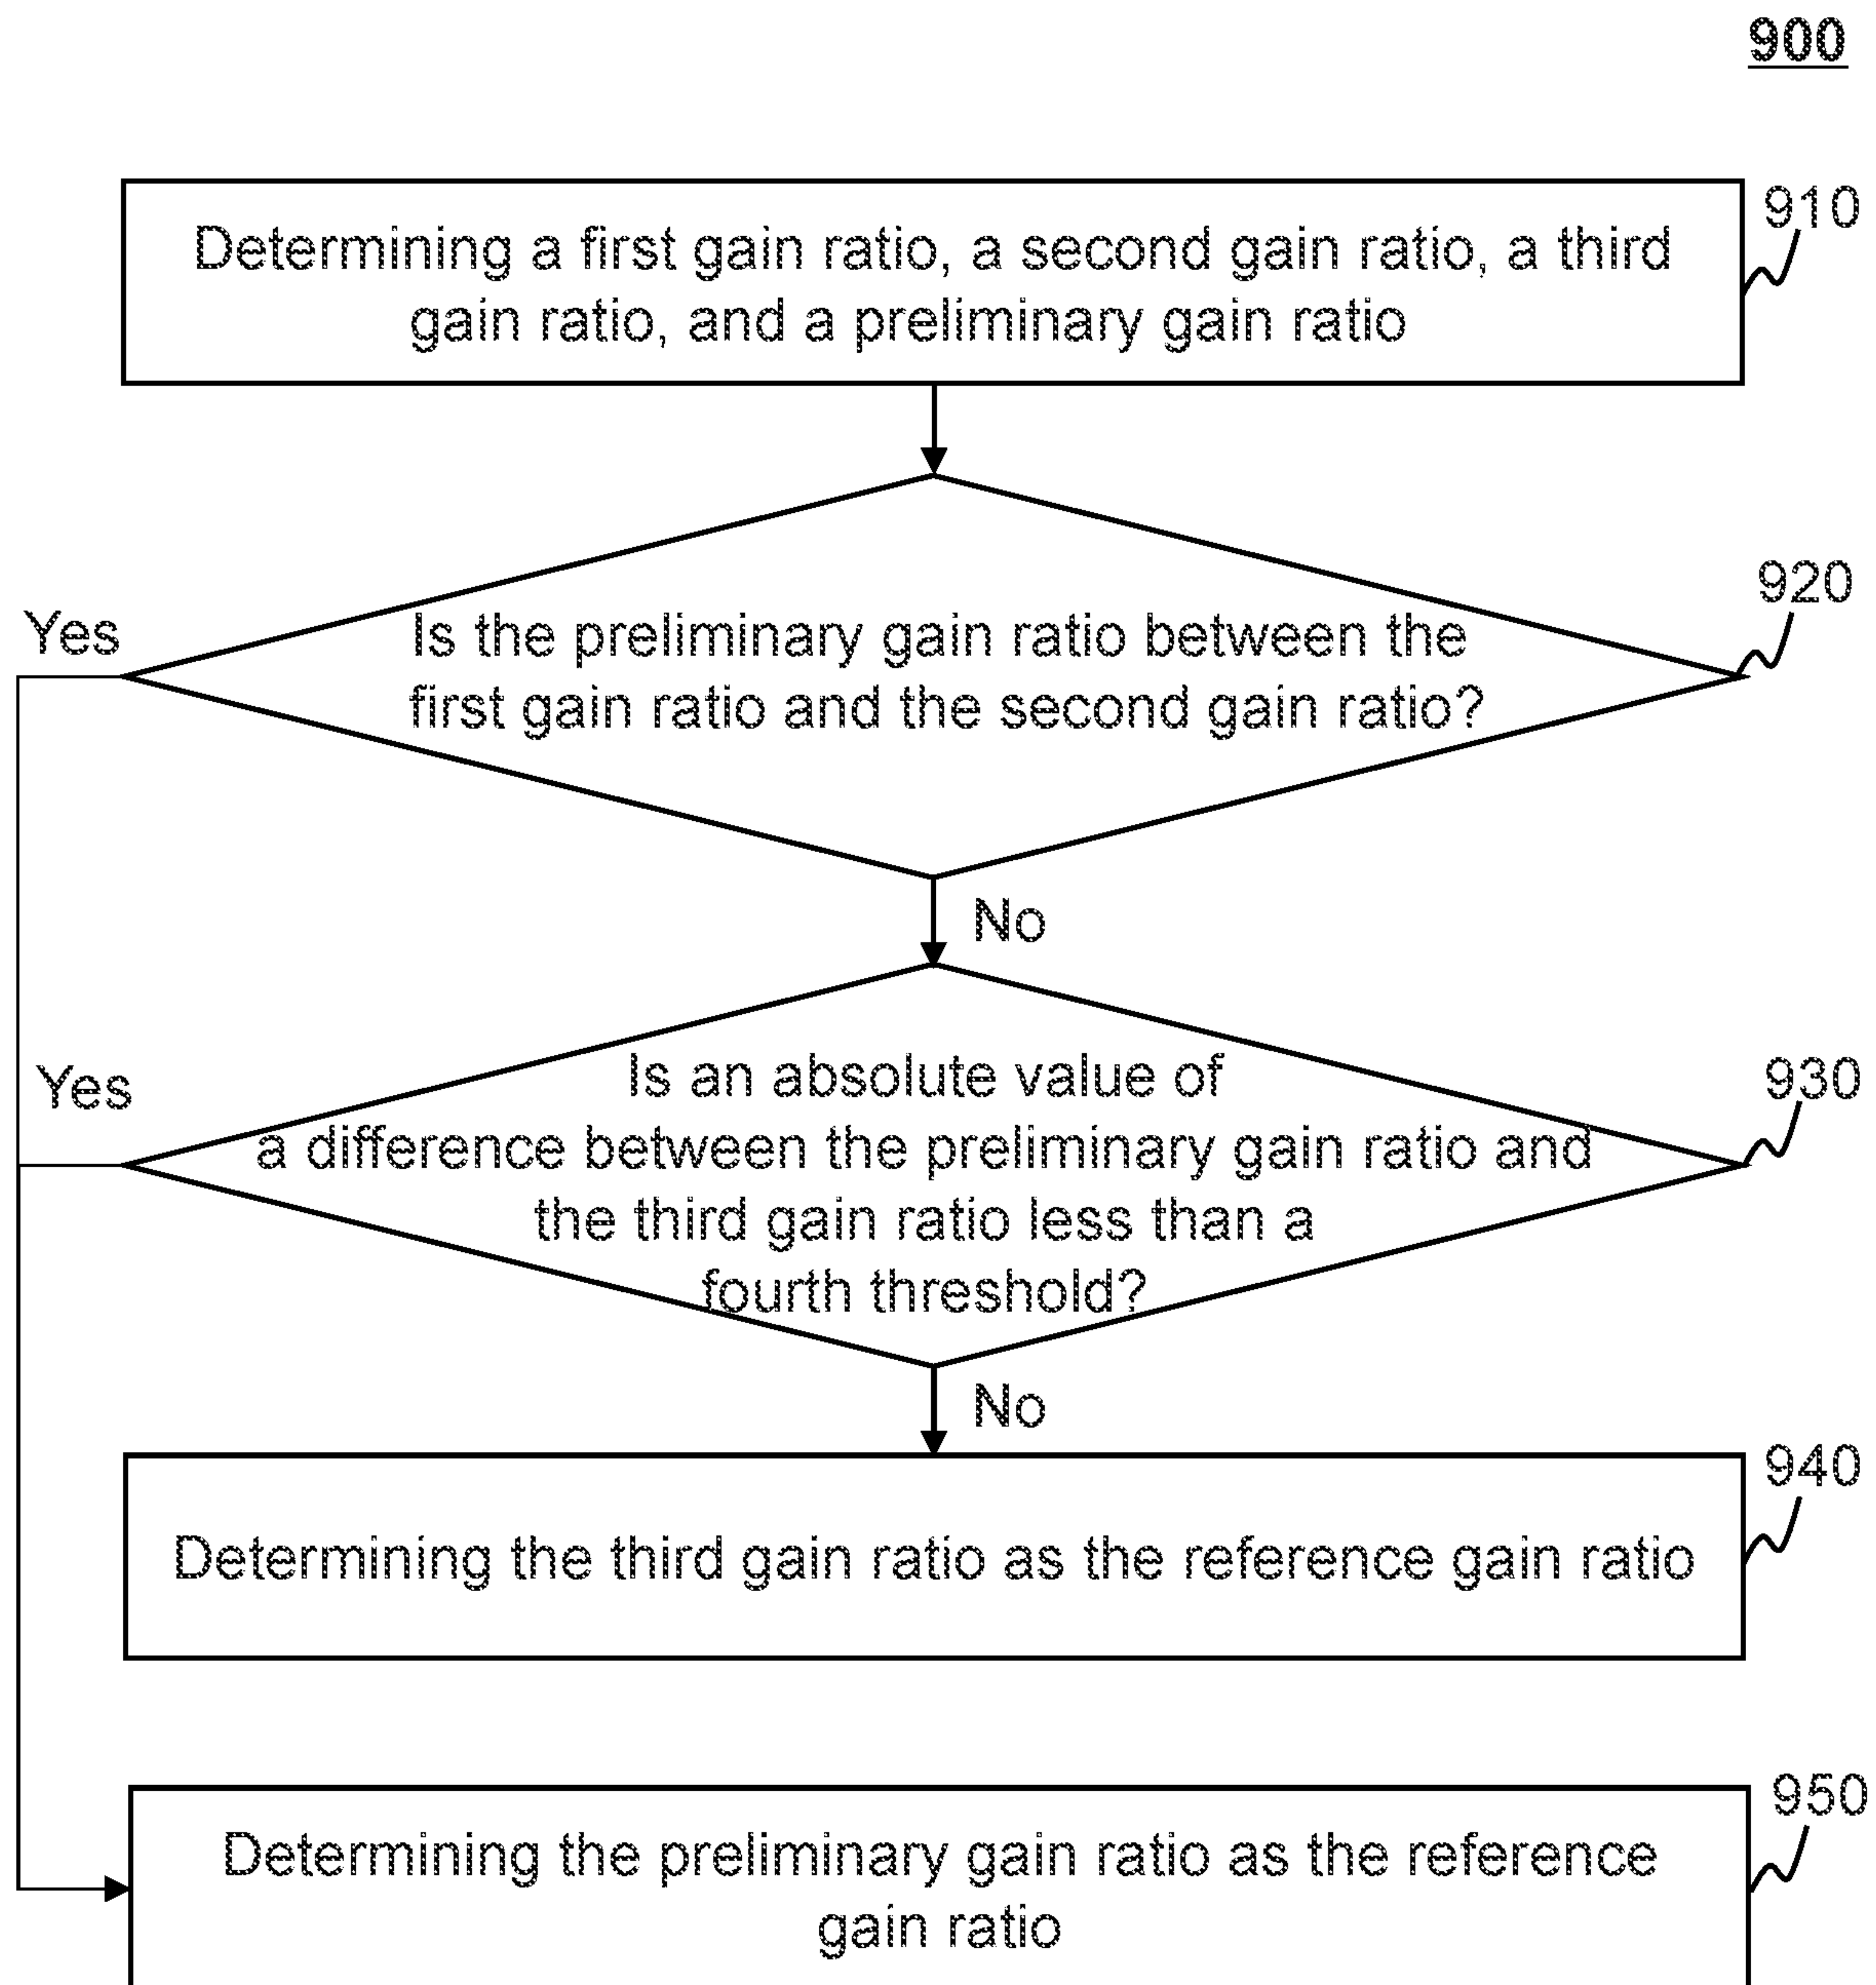 900
910
Determining a first gain ratio, a second gain ratio, a third
gain ratio, and a preliminary gain ratio
920
Yes
Is the preliminary gain ratio between the
first gain ratio and the second gain ratio?
No
930
Yes
Is an absolute value of
a difference between the preliminary gain ratio and
the third gain ratio less than a
fourth threshold?
No
940
Determining the third gain ratio as the reference gain ratio
950
Determining the preliminary gain ratio as the reference
gain ratio